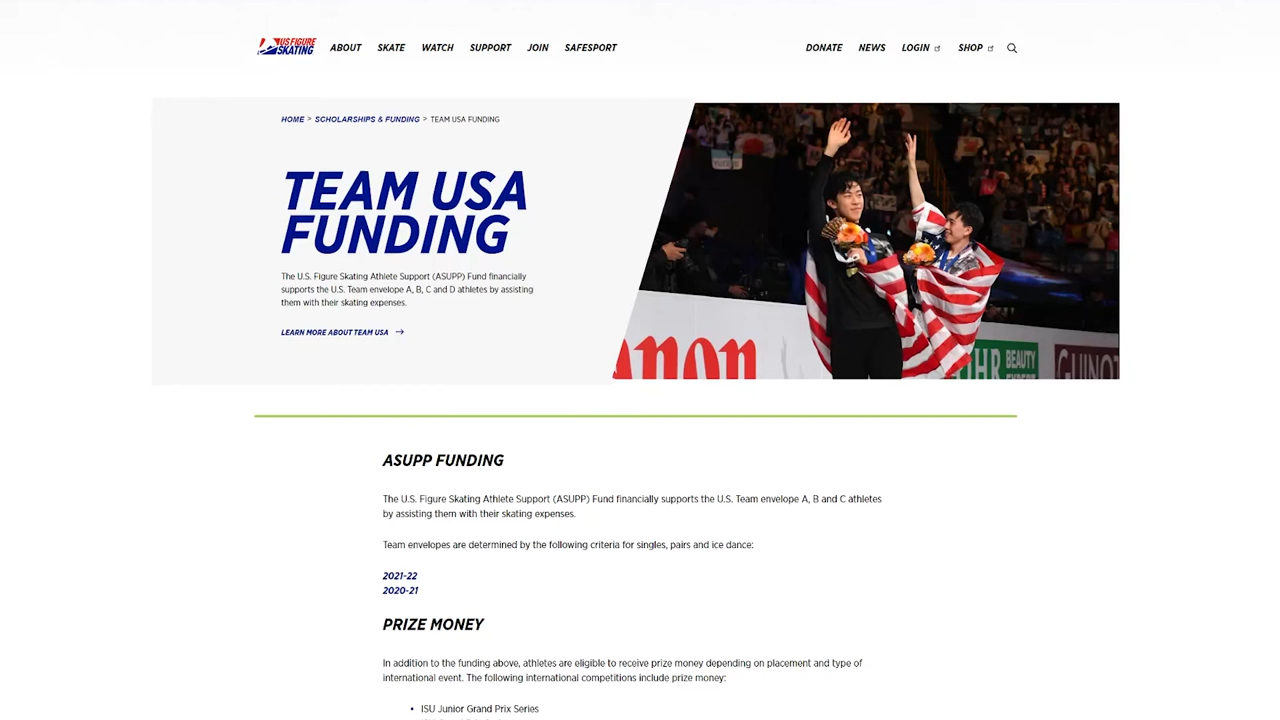 US FIGURE
SKATING
ABOUT SKATE WATCH SUPPORT JOIN SAFESPORT DONATE NEWS LOGIN SHOP
HOME > SCHOLARSHIPS & FUNDING > TEAM USA FUNDING
TEAM USA
FUNDING
The U.S. Figure Skating Athlete Support (ASUPP) Fund financially
supports the U.S. Team envelope A, B, C and D athletes by assisting
them with their skating expenses.
LEARN MORE ABOUT TEAM USA →
anon
BEAUTY
GUINOT
ASUPP FUNDING
The U.S. Figure Skating Athlete Support (ASUPP) Fund financially supports the U.S. Team envelope A, B and C athletes
by assisting them with their skating expenses.
Team envelopes are determined by the following criteria for singles, pairs and ice dance:
2021-22
2020-21
PRIZE MONEY
In addition to the funding above, athletes are eligible to receive prize money depending on placement and type of
international event. The following international competitions include prize money:
• ISU Junior Grand Prix Series